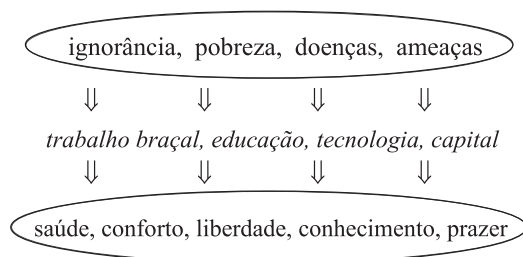 ignorância, pobreza, doenças, ameaças
⇓ ⇓ ⇓ ⇓
trabalho braçal, educação, tecnologia, capital
⇓ ⇓ ⇓ ⇓
saúde, conforto, liberdade, conhecimento, prazer